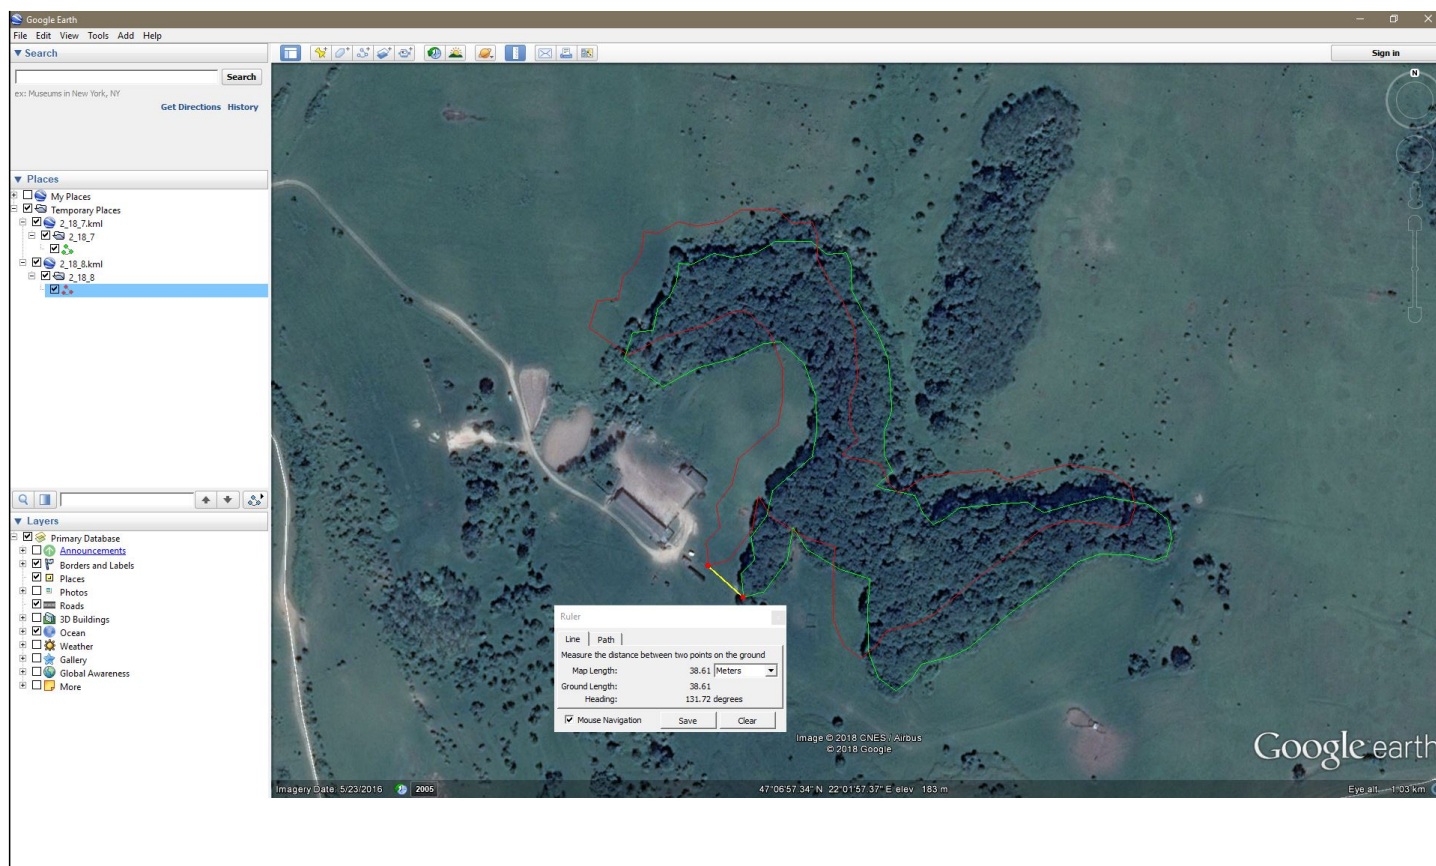 Google Earth
File Edit View Tools Add Help
Search
Search
ex: Museums in New York, NY
Get Directions History
Places
My Places
Temporary Places
2_18_7.kml
2_18_7
2_18_8.kml
2_18_8
Layers
Primary Database
Announcements
Borders and Labels
Places
Photos
Roads
3D Buildings
Ocean
Weather
Gallery
Global Awareness
More
Sign in
N
Ruler
Line Path
Measure the distance between two points on the ground
Map Length: 38.61 Meters
Ground Length: 38.61
Heading: 131.72 degrees
Mouse Navigation Save Clear
Image © 2018 CNES / Airbus
© 2018 Google
Google earth
Imagery Date: 5/23/2016 2005 47°06'57.34" N 22°01'57.37" E elev 183 m Eye alt 1.03 km